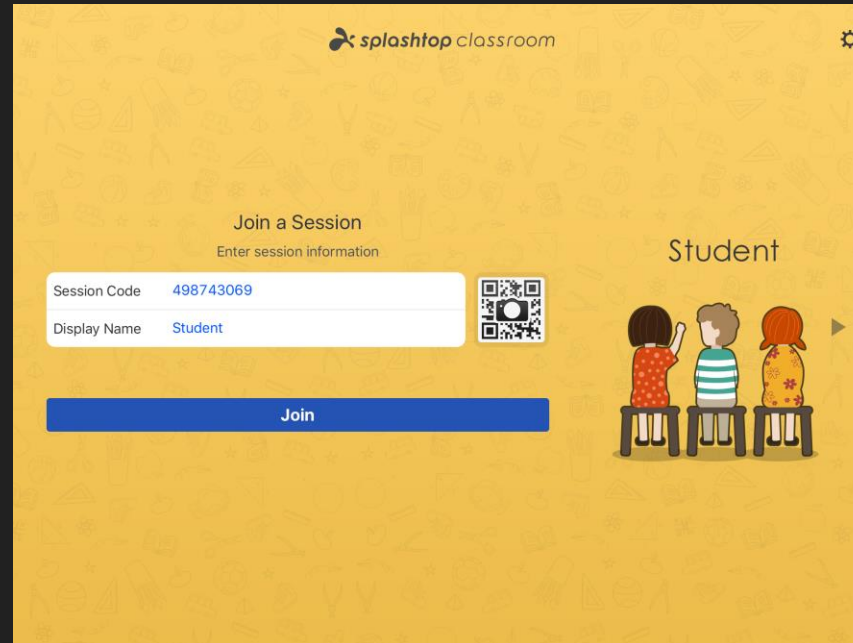 splashtop classroom
Join a Session
Enter session information
Session Code 498743069
Display Name Student
Join
Student